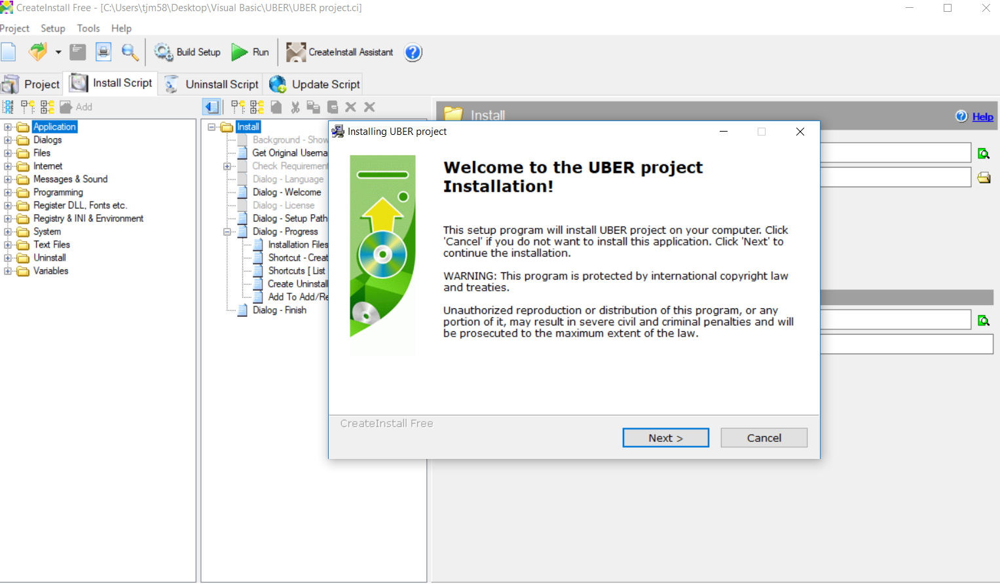 CreateInstall Free - [C:\Users\tjm58\Desktop\Visual Basic\UBER\UBER project.ci]
Project Setup Tools Help
Build Setup Run CreateInstall Assistant
Project Install Script Uninstall Script Update Script
Add
Install
Help
Application
Dialogs
Files
Internet
Messages & Sound
Programming
Register DLL, Fonts etc.
Registry & INI & Environment
System
Text Files
Uninstall
Variables
Install
Background - Show
Get Original Userna
Check Requirement
Dialog - Language
Dialog - Welcome
Dialog - License
Dialog - Setup Path
Dialog - Progress
Installation Files
Shortcut - Creat
Shortcuts [ List
Create Uninstall
Add To Add/Re
Dialog - Finish
Installing UBER project
Welcome to the UBER project
Installation!
This setup program will install UBER project on your computer. Click
'Cancel' if you do not want to install this application. Click 'Next' to
continue the installation.
WARNING: This program is protected by international copyright law
and treaties.
Unauthorized reproduction or distribution of this program, or any
portion of it, may result in severe civil and criminal penalties and will
be prosecuted to the maximum extent of the law.
CreateInstall Free
Next > Cancel